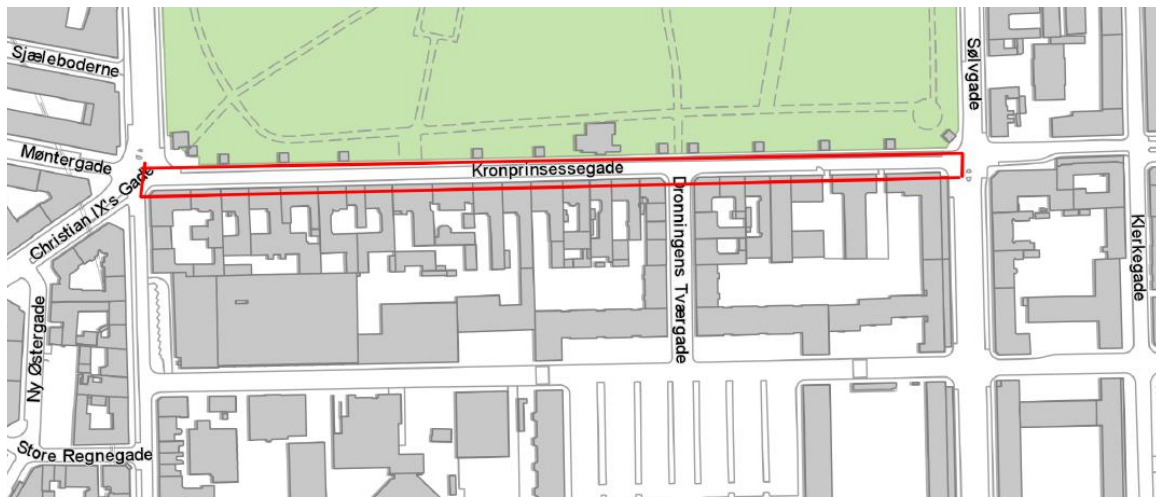 Sjæleboderne
Møntergade
Christian IX's Gade
Ny Østergade
Store Regnegade
Kronprinsessegade
Dronningens Tværgade
Sølvgade
Klerkegade